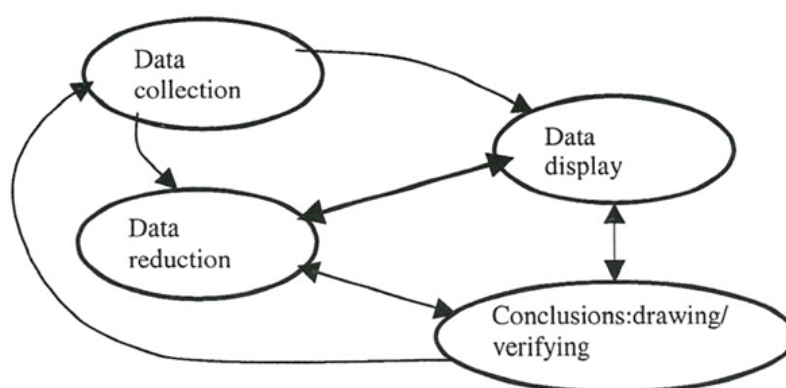 Data
collection
Data
display
Data
reduction
Conclusions:drawing/
verifying